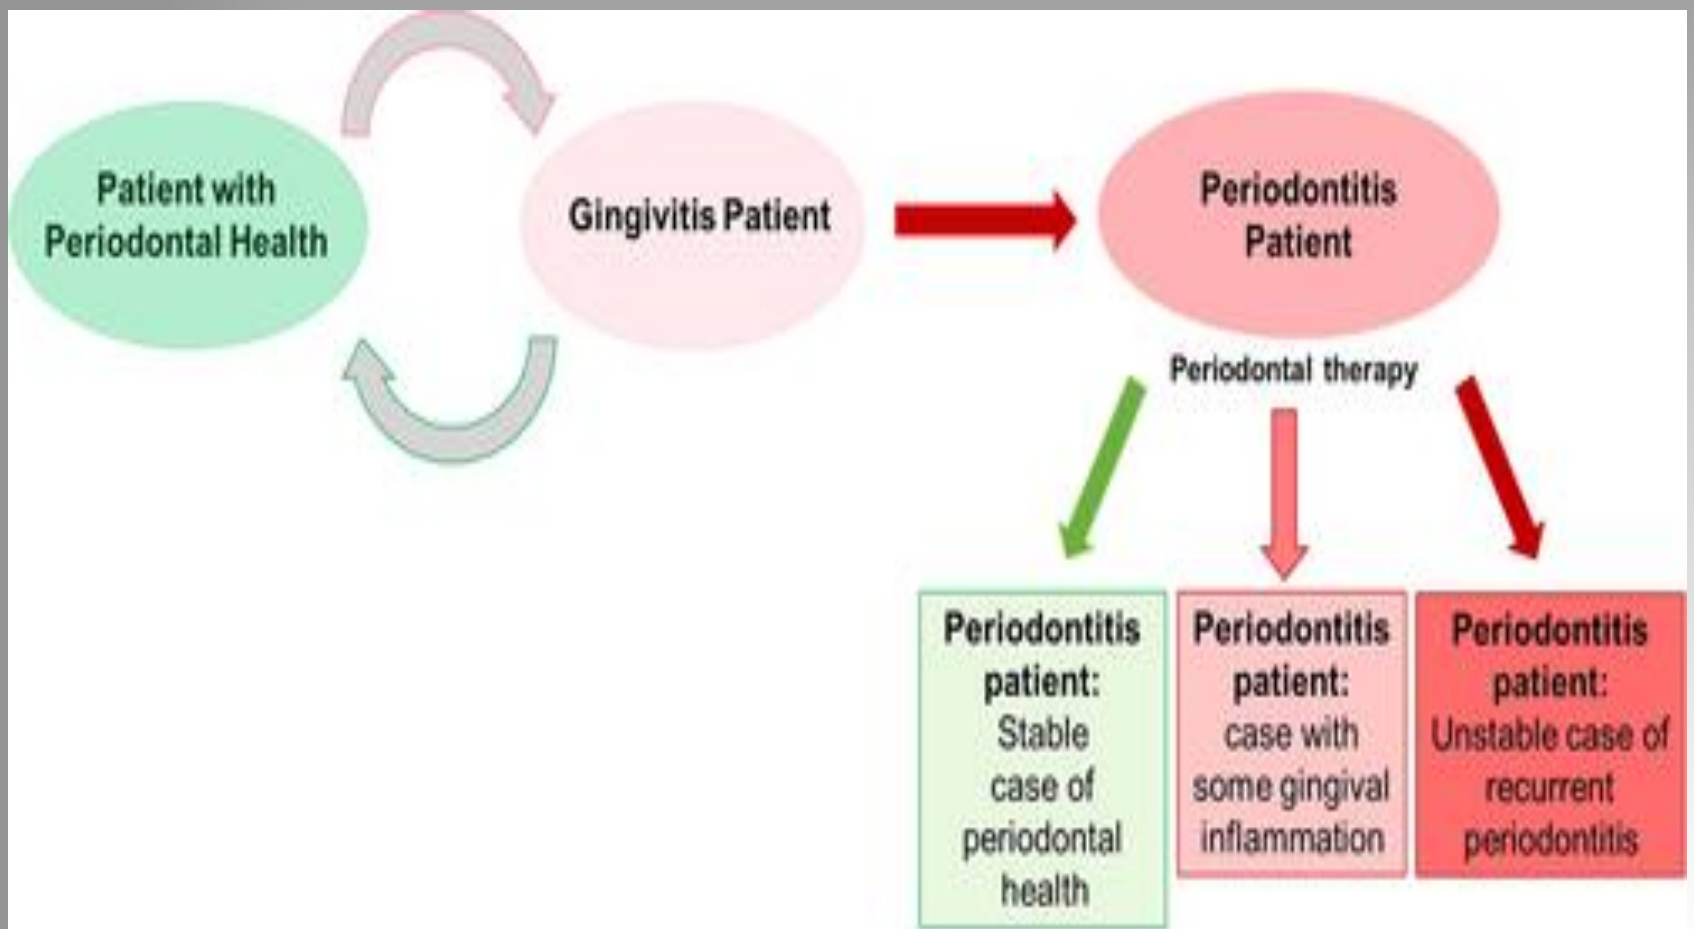 Patient with
Periodontal Health
Gingivitis Patient
Periodontitis
Patient
Periodontal therapy
Periodontitis
patient:
Stable
case of
periodontal
health
Periodontitis
patient:
case with
some gingival
inflammation
Periodontitis
patient:
Unstable case of
recurrent
periodontitis